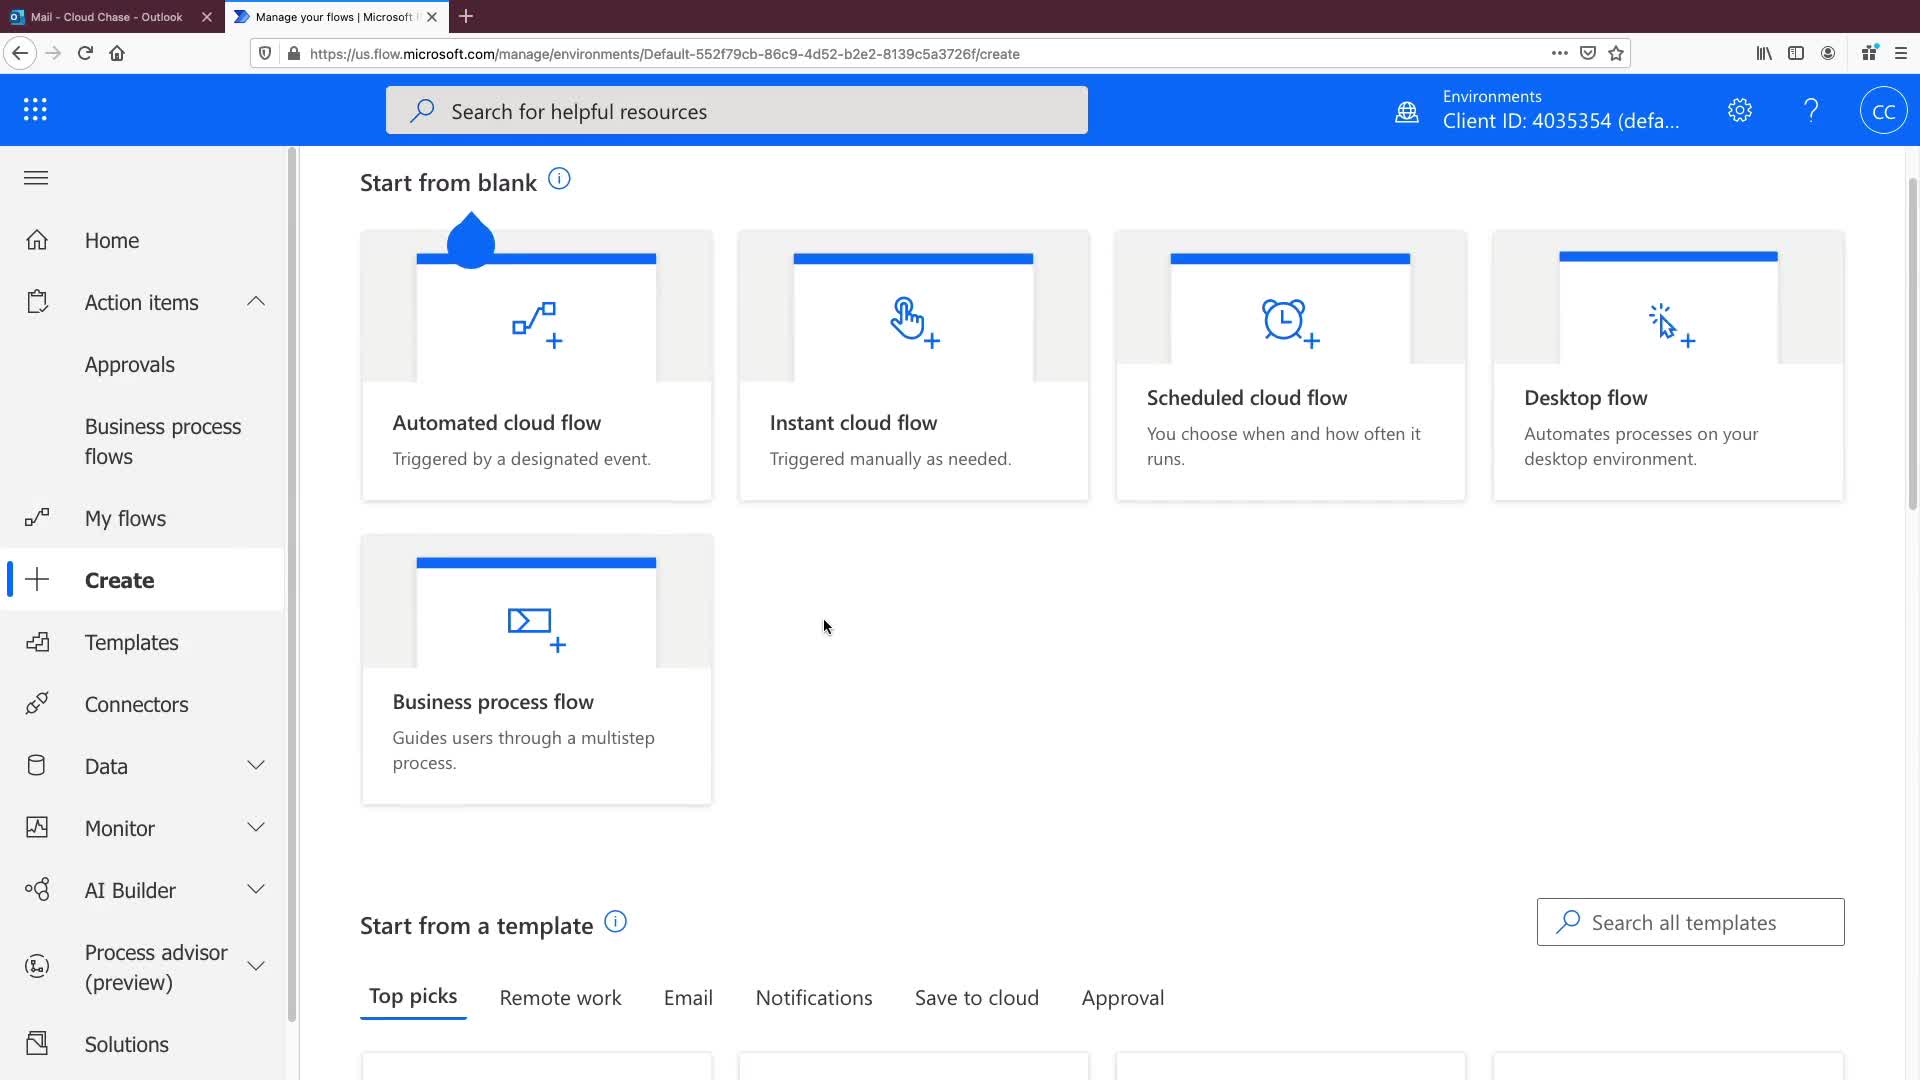 Mail - Cloud Chase - Outlook
Manage your flows | Microsoft
https://us.flow.microsoft.com/manage/environments/Default-552f79cb-86c9-4d52-b2e2-8139c5a3726f/create
Search for helpful resources
Environments
Client ID: 4035354 (defa...
CC
Home
Action items
Approvals
Business process
flows
My flows
Create
Templates
Connectors
Data
Monitor
AI Builder
Process advisor
(preview)
Solutions
Start from blank
Automated cloud flow
Triggered by a designated event.
Instant cloud flow
Triggered manually as needed.
Scheduled cloud flow
You choose when and how often it
runs.
Desktop flow
Automates processes on your
desktop environment.
Business process flow
Guides users through a multistep
process.
Start from a template
Search all templates
Top picks
Remote work
Email
Notifications
Save to cloud
Approval